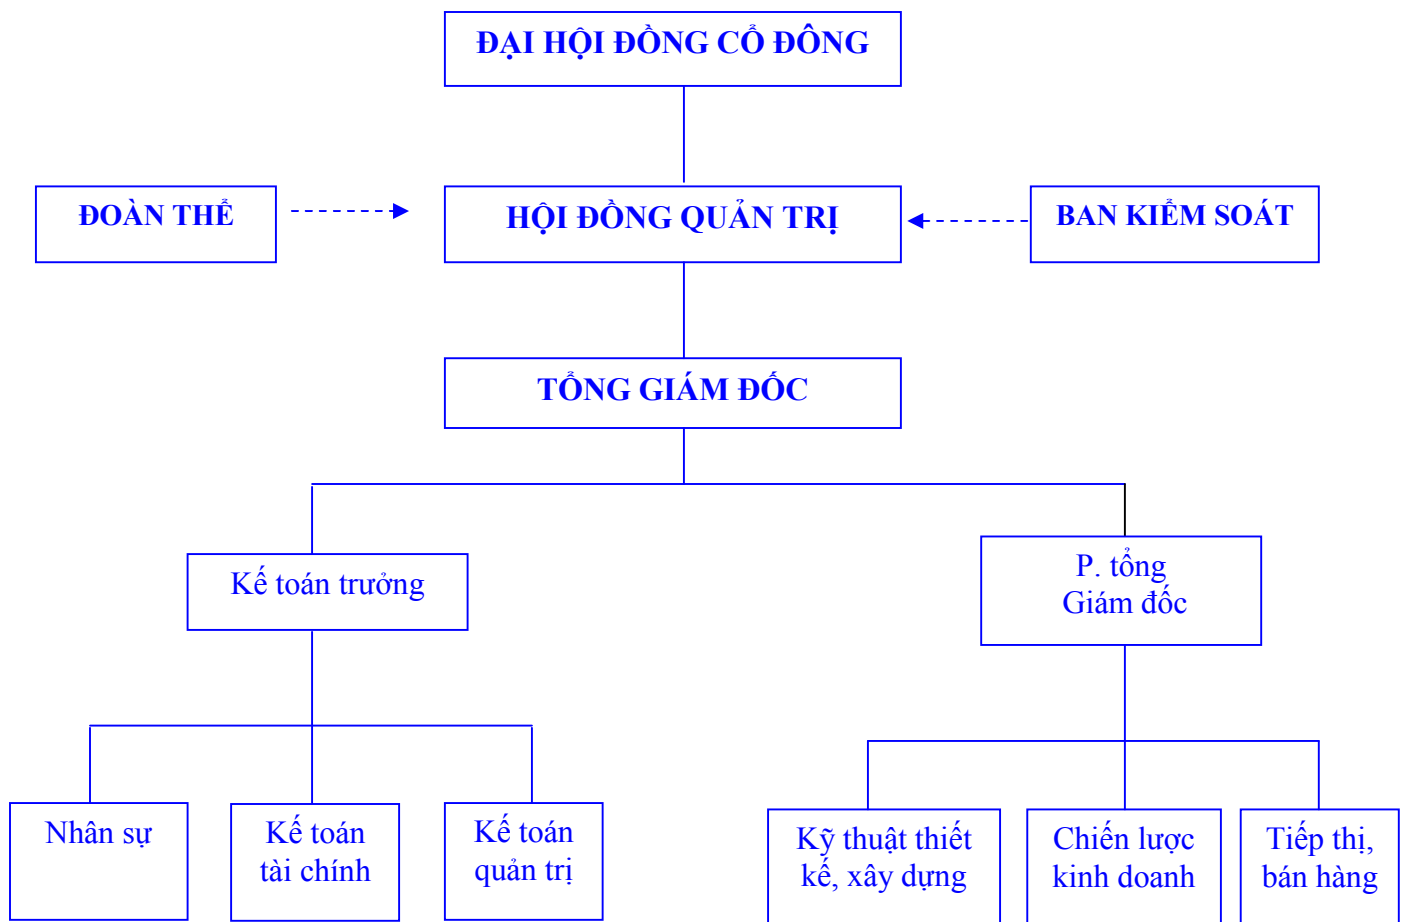 ĐẠI HỘI ĐỒNG CỔ ĐÔNG
ĐOÀN THỂ
HỘI ĐỒNG QUẢN TRỊ
BAN KIỂM SOÁT
TỔNG GIÁM ĐỐC
Kế toán trưởng
P. tổng
Giám đốc
Nhân sự
Kế toán
tài chính
Kế toán
quản trị
Kỹ thuật thiết
kế, xây dựng
Chiến lược
kinh doanh
Tiếp thị,
bán hàng